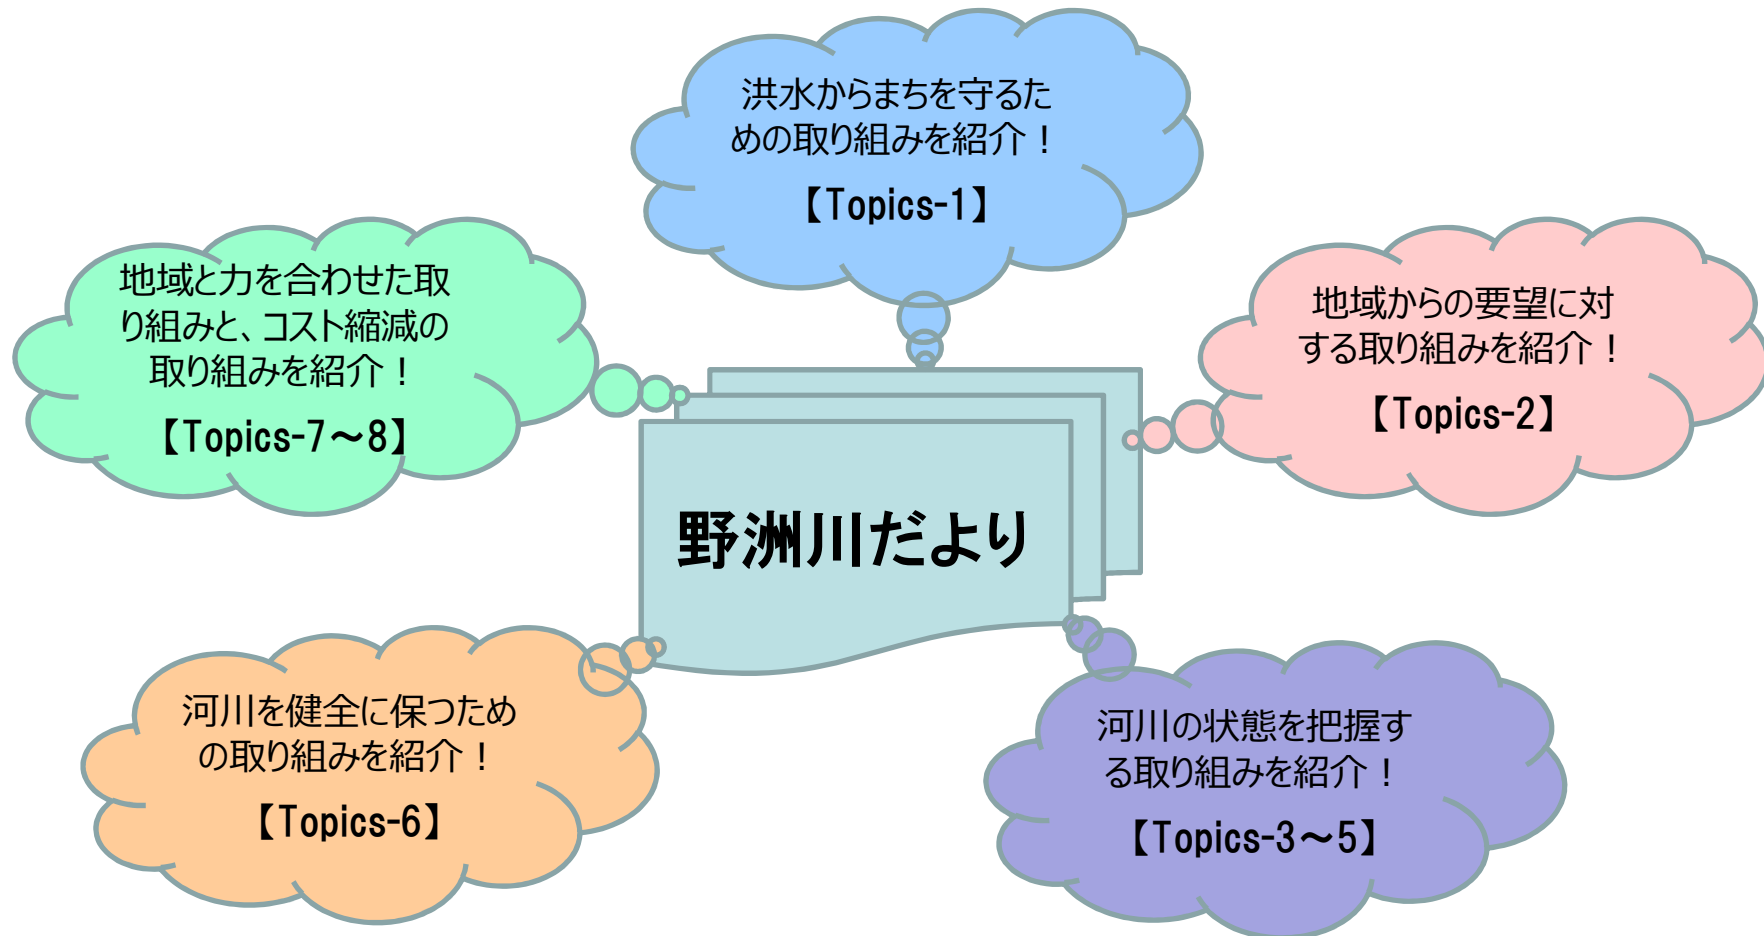 洪水からまちを守るた
めの取り組みを紹介！
【Topics-1】
地域と力を合わせた取
り組みと、コスト縮減の
取り組みを紹介！
【Topics-7～8】
地域からの要望に対
する取り組みを紹介！
【Topics-2】
野洲川だより
河川を健全に保つため
の取り組みを紹介！
【Topics-6】
河川の状態を把握す
る取り組みを紹介！
【Topics-3～5】